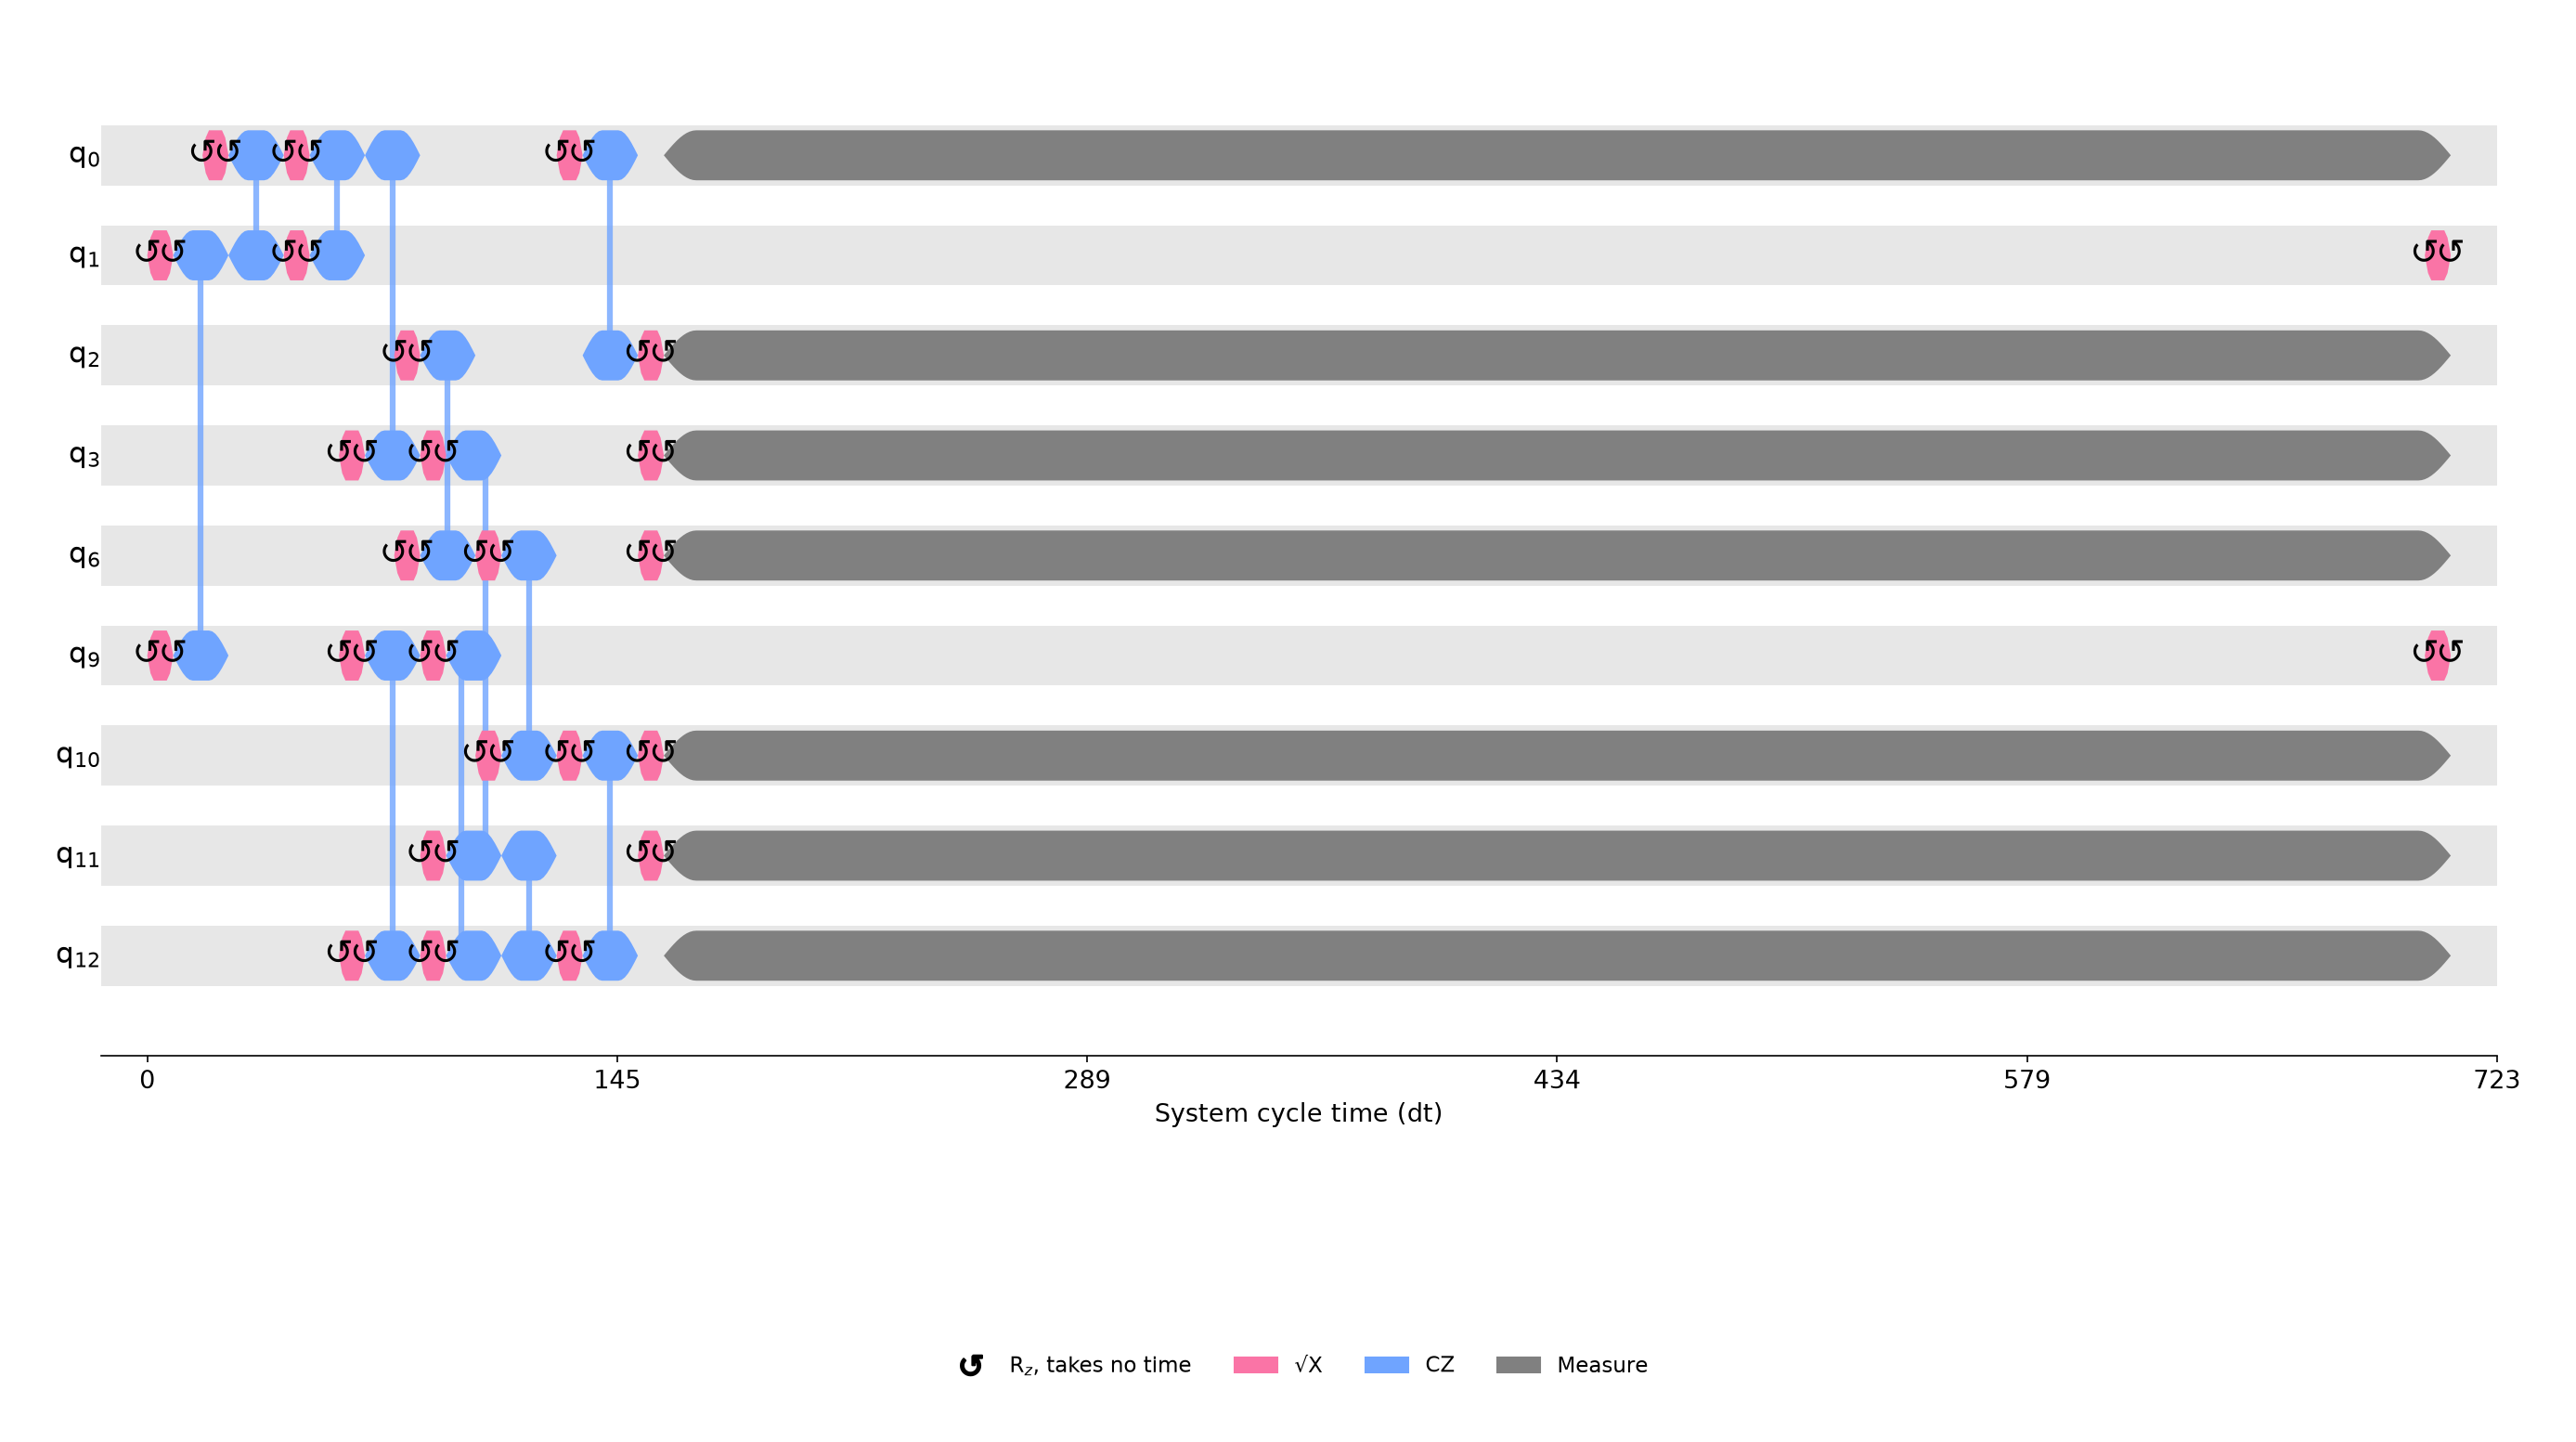 q0
q1
q2
q3
q6
q9
q10
q11
q12
0 145 289 434 579 723
System cycle time (dt)
Rz, takes no time √X CZ Measure